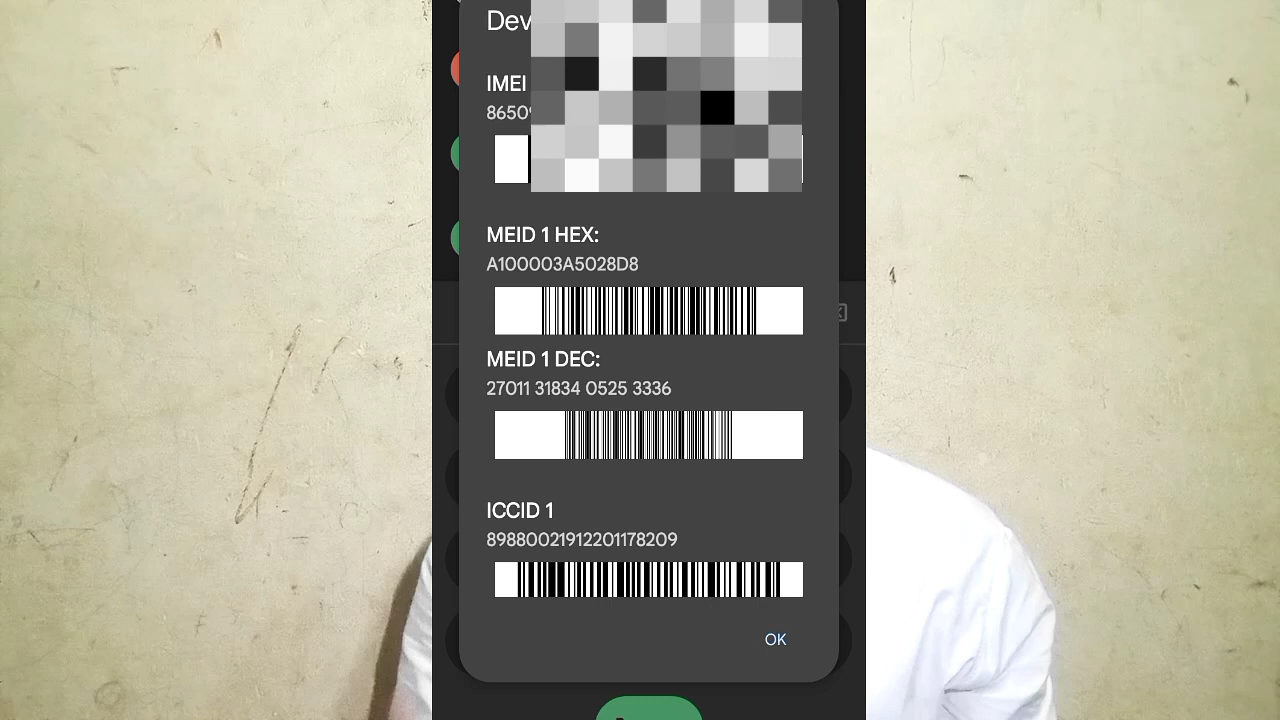 Dev
IMEI
8650
MEID 1 HEX:
A100003A5028D8
MEID 1 DEC:
27011 31834 0525 3336
ICCID 1
89880021912201178209
OK